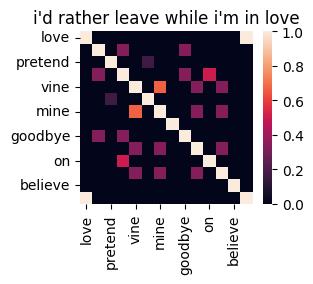 i'd rather leave while i'm in love
love
pretend
vine
mine
goodbye
on
believe
1.0
0.8
0.6
0.4
0.2
0.0
love
pretend
vine
mine
goodbye
on
believe